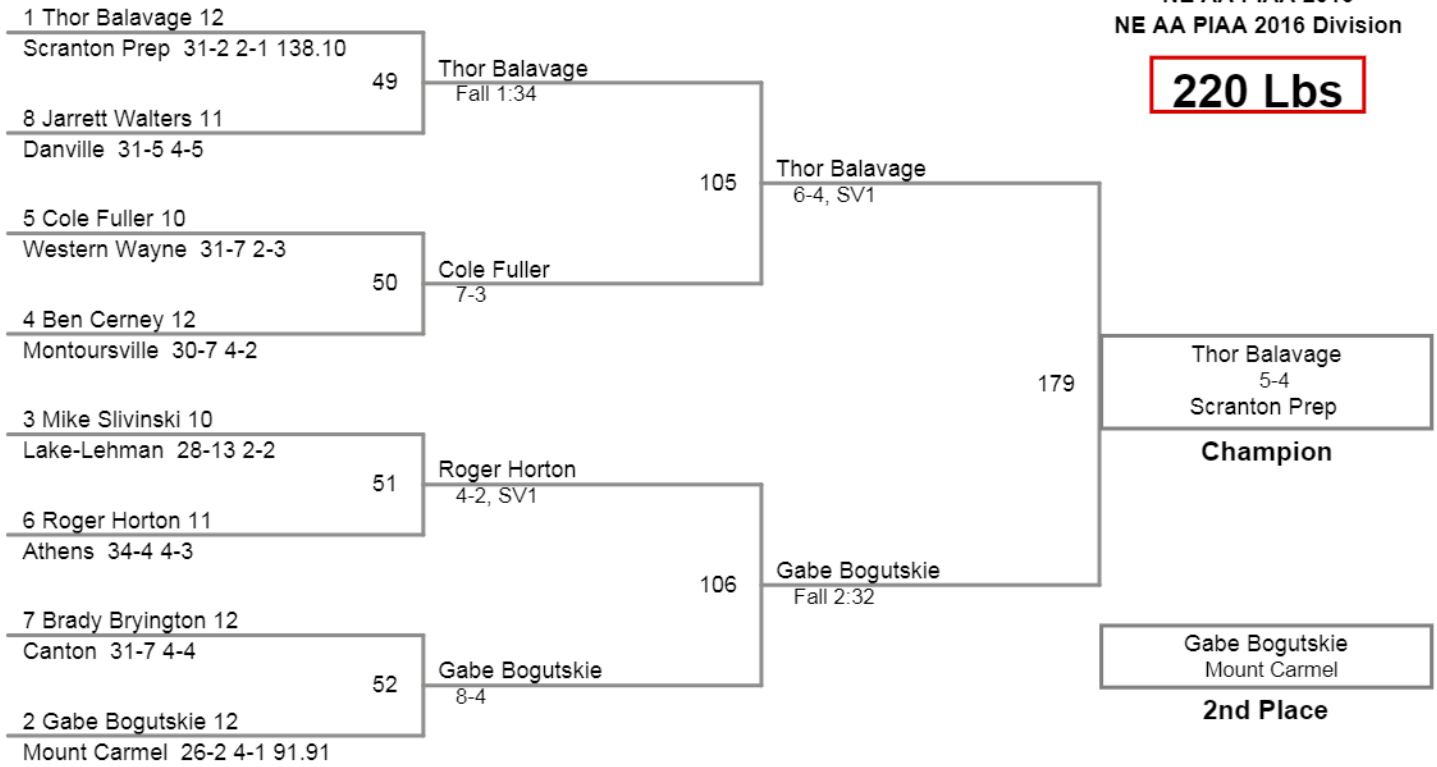 NE AA PIAA 2016
NE AA PIAA 2016 Division
220 Lbs
1 Thor Balavage 12
Scranton Prep 31-2 2-1 138.10
49
8 Jarrett Walters 11
Danville 31-5 4-5
5 Cole Fuller 10
Western Wayne 31-7 2-3
50
4 Ben Cerney 12
Montoursville 30-7 4-2
3 Mike Slivinski 10
Lake-Lehman 28-13 2-2
51
6 Roger Horton 11
Athens 34-4 4-3
7 Brady Bryington 12
Canton 31-7 4-4
52
2 Gabe Bogutskie 12
Mount Carmel 26-2 4-1 91.91
Thor Balavage
Fall 1:34
105
Cole Fuller
7-3
Roger Horton
4-2, SV1
106
Gabe Bogutskie
8-4
Thor Balavage
6-4, SV1
179
Gabe Bogutskie
Fall 2:32
Thor Balavage
5-4
Scranton Prep
Champion
Gabe Bogutskie
Mount Carmel
2nd Place